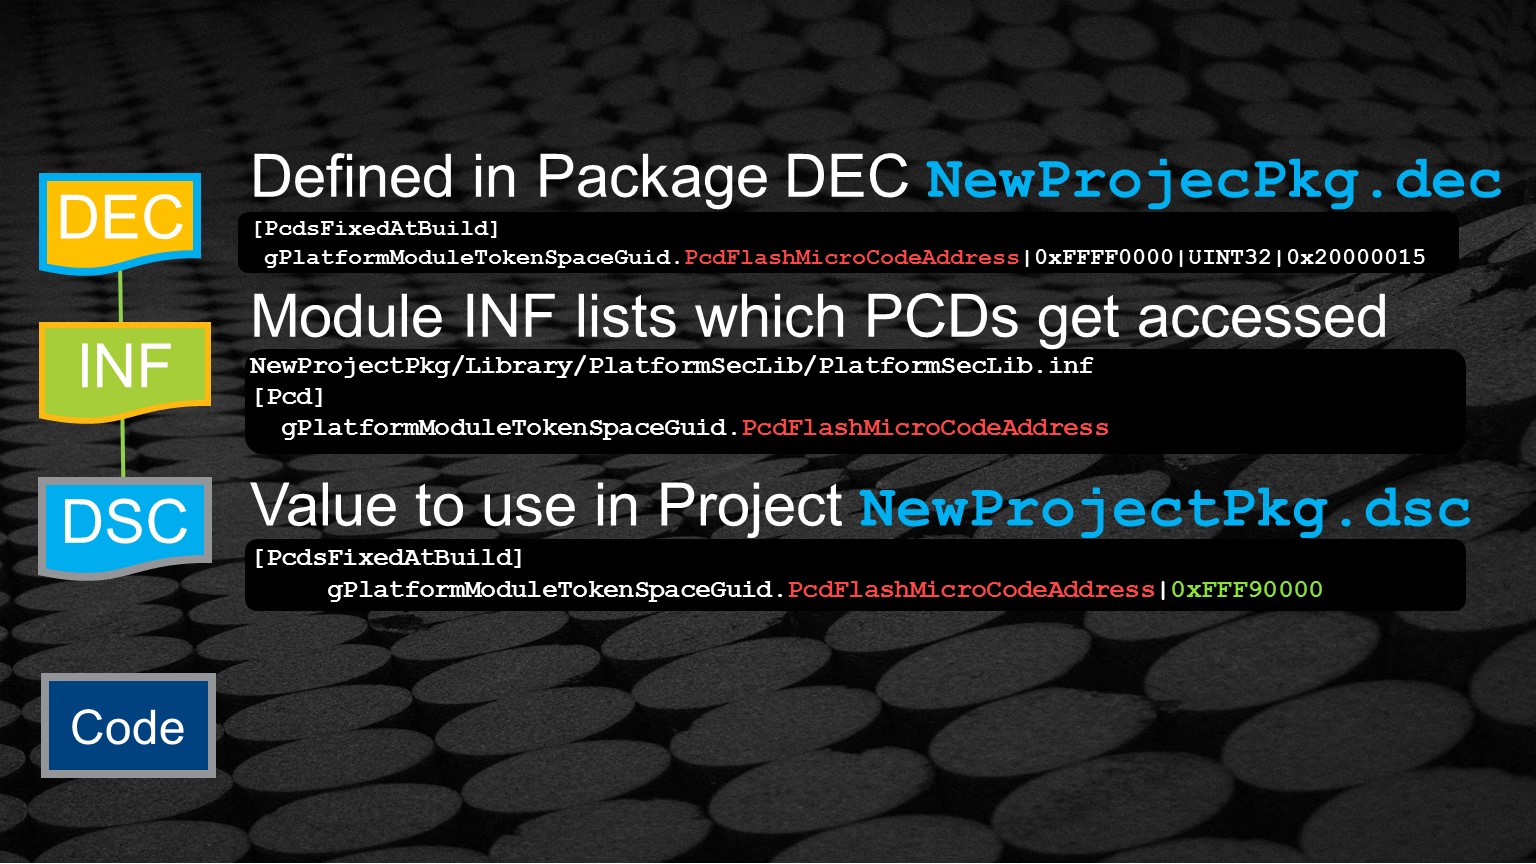 DEC
Defined in Package DEC NewProjecPkg.dec
[PcdsFixedAtBuild]
gPlatformModuleTokenSpaceGuid.PcdFlashMicroCodeAddress|0xFFFF0000|UINT32|0x20000015
INF
Module INF lists which PCDs get accessed
NewProjectPkg/Library/PlatformSecLib/PlatformSecLib.inf
[Pcd]
gPlatformModuleTokenSpaceGuid.PcdFlashMicroCodeAddress
DSC
Value to use in Project NewProjectPkg.dsc
[PcdsFixedAtBuild]
gPlatformModuleTokenSpaceGuid.PcdFlashMicroCodeAddress|0xFFF90000
Code